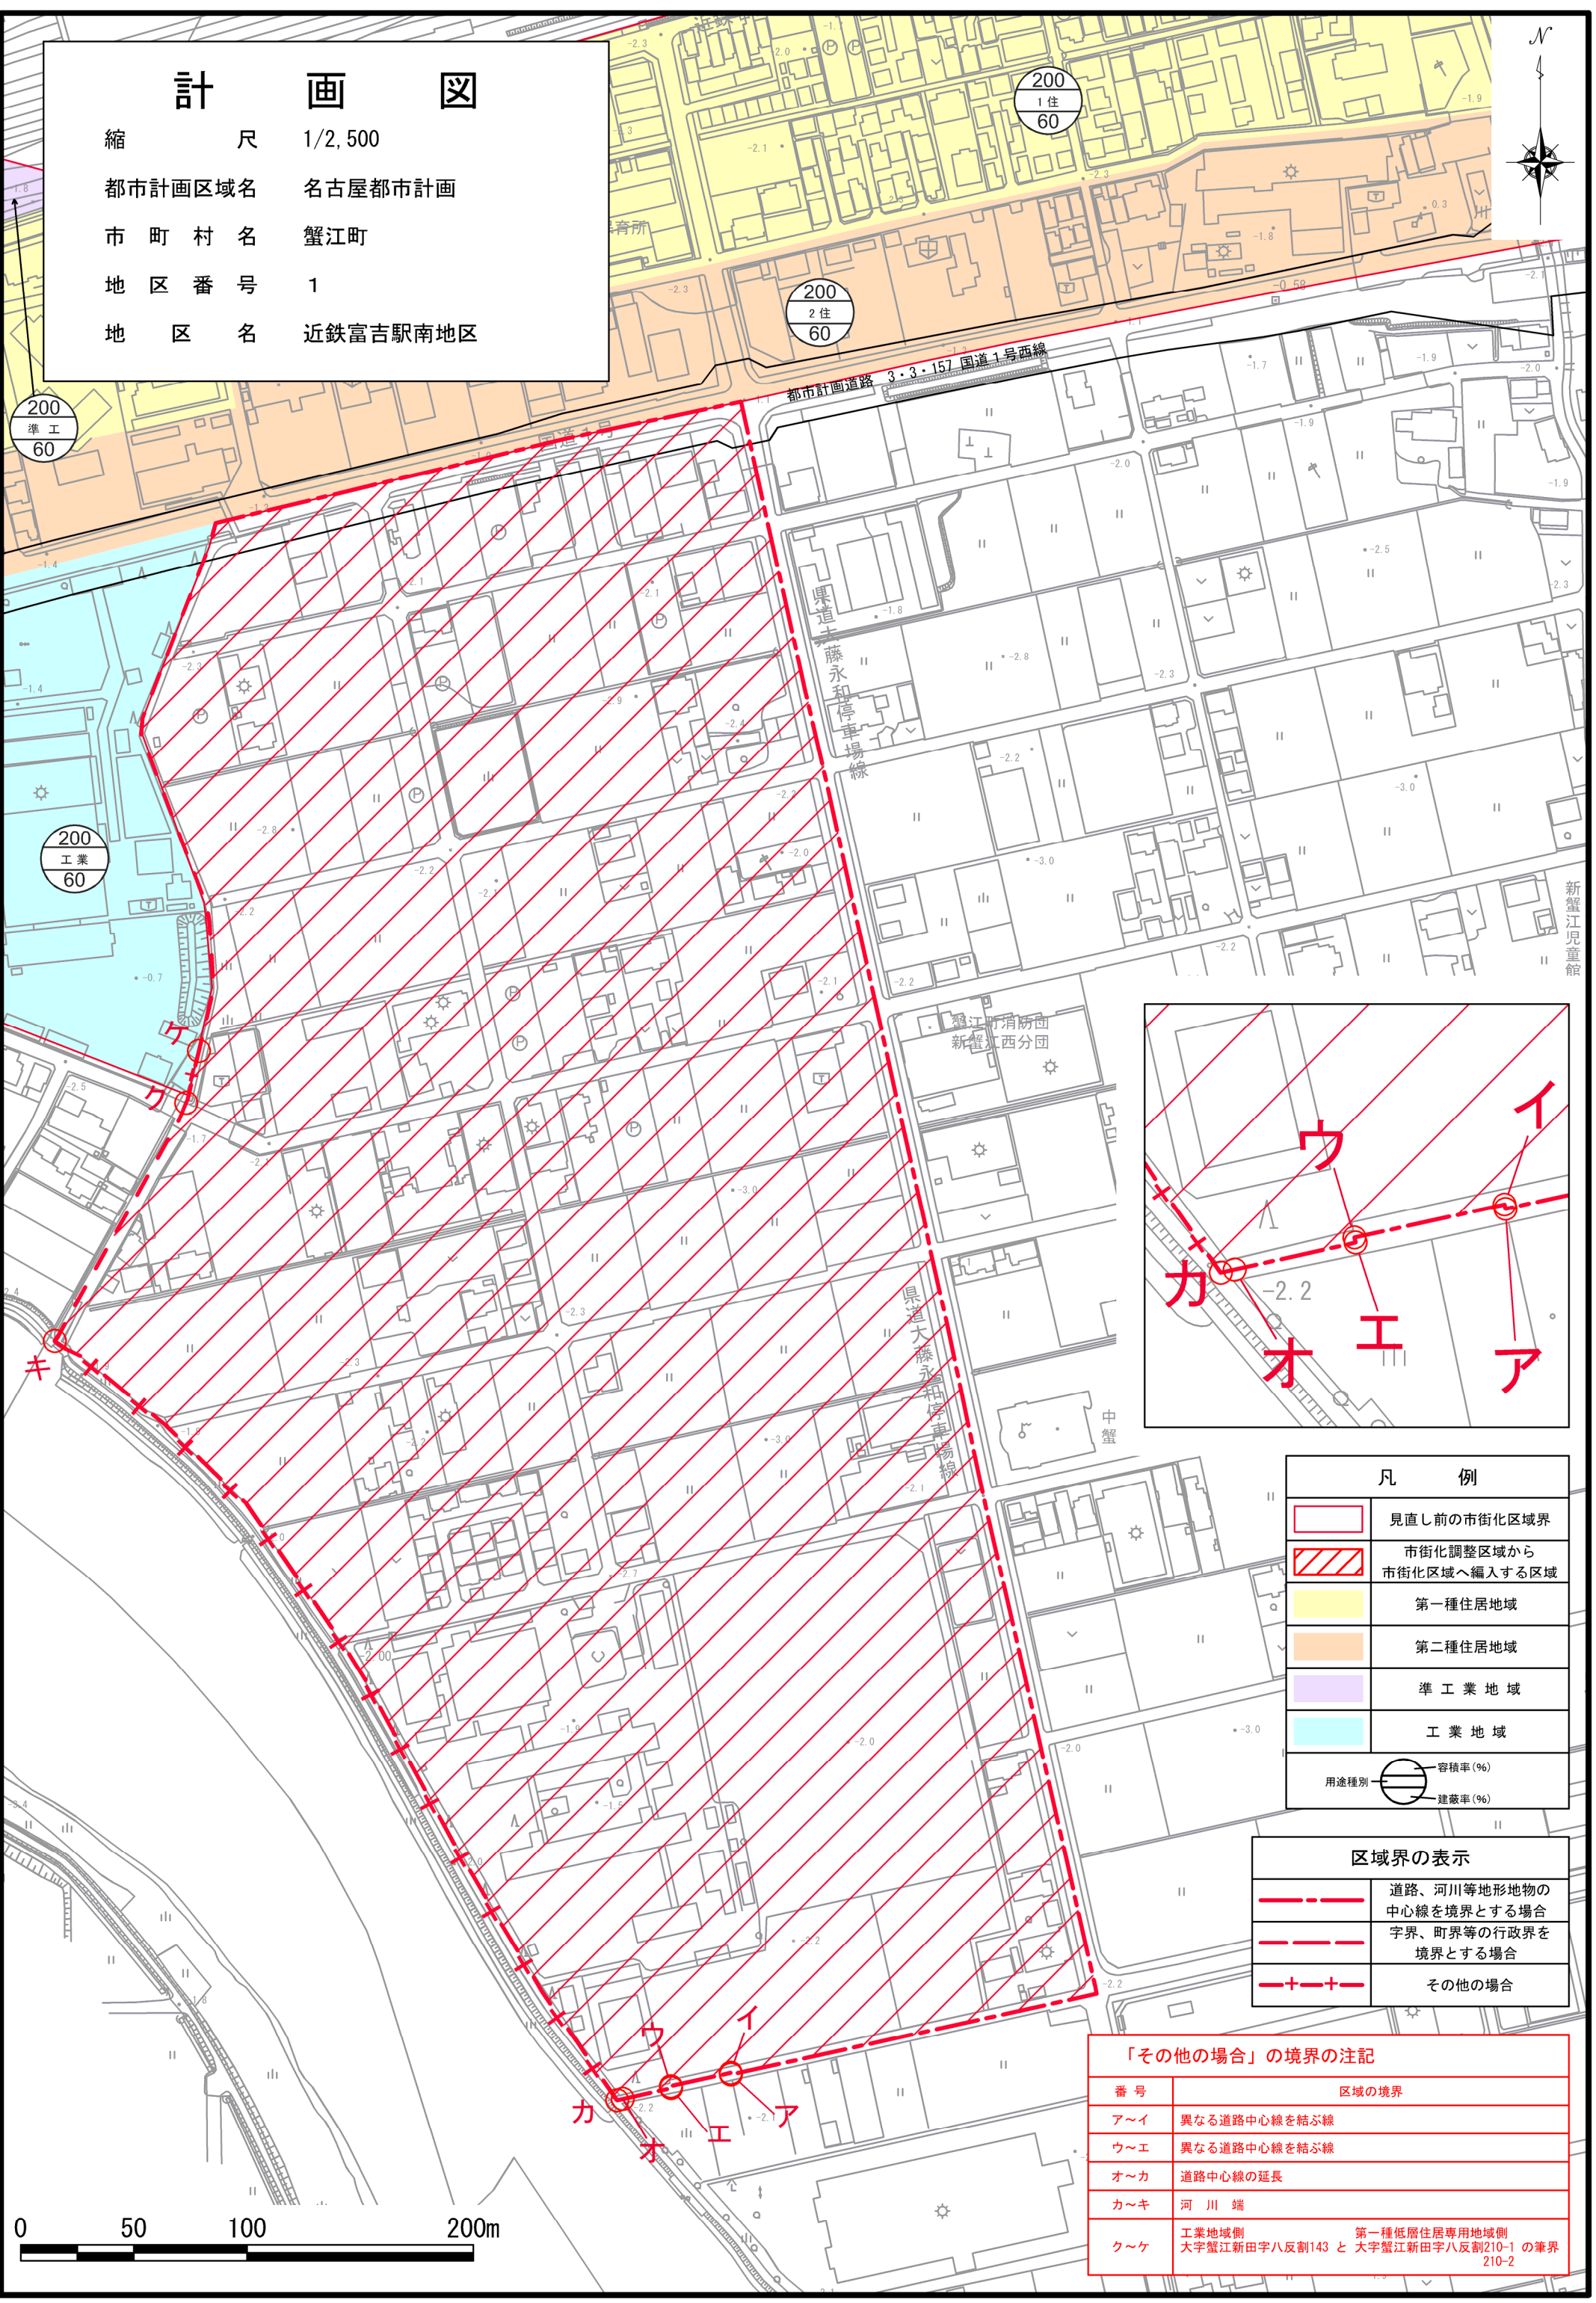 計画図
縮尺 1/2,500
都市計画区域名 名古屋都市計画
市町村名 蟹江町
地区番号 1
地区名 近鉄富吉駅南地区
N
200
1住
60
200
2住
60
200
準工
60
200
工業
60
都市計画道路 3・3・157 国道1号西線
国道1号
県道大藤永和停車場線
県道大藤永和停車場線
蟹江町消防団
新蟹江西分団
新蟹江児童館
中蟹
ケ
ク
キ
カ
オ
ウ
エ
イ
ア
イ
ウ
カ
-2.2
オ
エ
ア
凡例
見直し前の市街化区域界
市街化調整区域から
市街化区域へ編入する区域
第一種住居地域
第二種住居地域
準工業地域
工業地域
用途種別
容積率(%)
建蔽率(%)
区域界の表示
道路、河川等地形地物の
中心線を境界とする場合
字界、町界等の行政界を
境界とする場合
その他の場合
「その他の場合」の境界の注記
番号 区域の境界
ア~イ 異なる道路中心線を結ぶ線
ウ~エ 異なる道路中心線を結ぶ線
オ~カ 道路中心線の延長
カ~キ 河川端
ク~ケ 工業地域側 第一種低層住居専用地域側
大字蟹江新田字八反割143 と 大字蟹江新田字八反割210-1 の筆界
210-2
0 50 100 200m